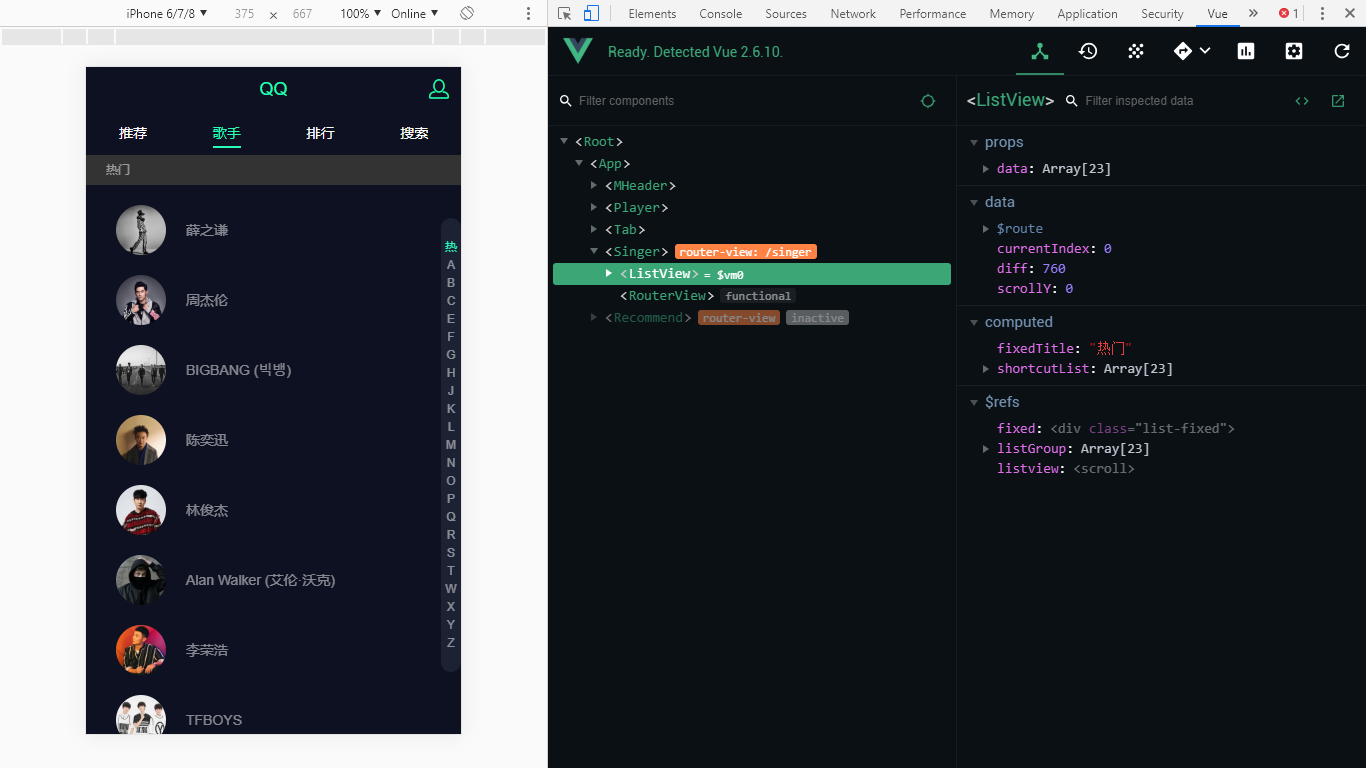 iPhone 6/7/8 ▼ 375 × 667 100% ▼ Online ▼
QQ
推荐 歌手 排行 搜索
热门
薛之谦
周杰伦
BIGBANG (빅뱅)
陈奕迅
林俊杰
Alan Walker (艾伦·沃克)
李荣浩
TFBOYS
热
A
B
C
E
F
G
H
J
K
L
M
N
O
P
Q
R
S
T
W
X
Y
Z
Elements Console Sources Network Performance Memory Application Security Vue » 1
Ready. Detected Vue 2.6.10.
Filter components
<Root>
<App>
<MHeader>
<Player>
<Tab>
<Singer> router-view: /singer
<ListView> = $vm0
<RouterView> functional
<Recommend> router-view inactive
<ListView> Filter inspected data
props
data: Array[23]
data
$route
currentIndex: 0
diff: 760
scrollY: 0
computed
fixedTitle: "热门"
shortcutList: Array[23]
$refs
fixed: <div class="list-fixed">
listGroup: Array[23]
listview: <scroll>